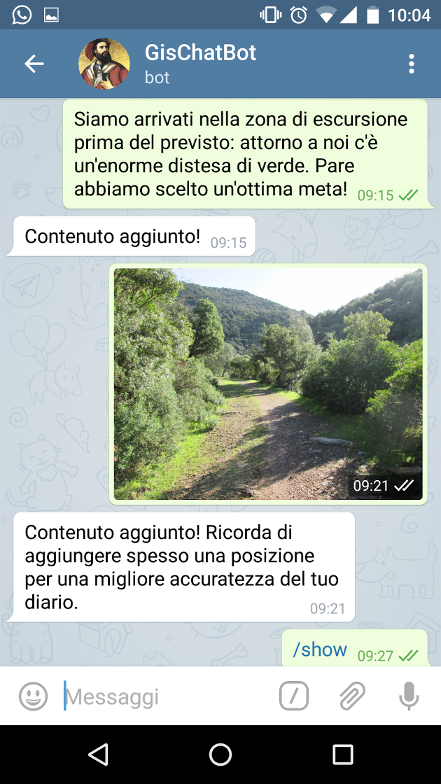 10:04
GisChatBot
bot
Siamo arrivati nella zona di escursione
prima del previsto: attorno a noi c'è
un'enorme distesa di verde. Pare
abbiamo scelto un'ottima meta! 09:15
Contenuto aggiunto! 09:15
09:21
Contenuto aggiunto! Ricorda di
aggiungere spesso una posizione
per una migliore accuratezza del tuo
diario. 09:21
/show 09:27
Messaggi